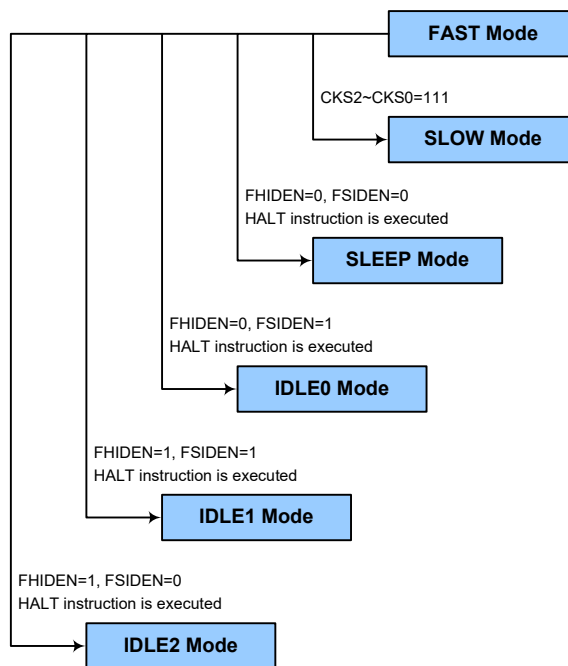 FAST Mode
CKS2~CKS0=111
SLOW Mode
FHIDEN=0, FSIDEN=0
HALT instruction is executed
SLEEP Mode
FHIDEN=0, FSIDEN=1
HALT instruction is executed
IDLE0 Mode
FHIDEN=1, FSIDEN=1
HALT instruction is executed
IDLE1 Mode
FHIDEN=1, FSIDEN=0
HALT instruction is executed
IDLE2 Mode